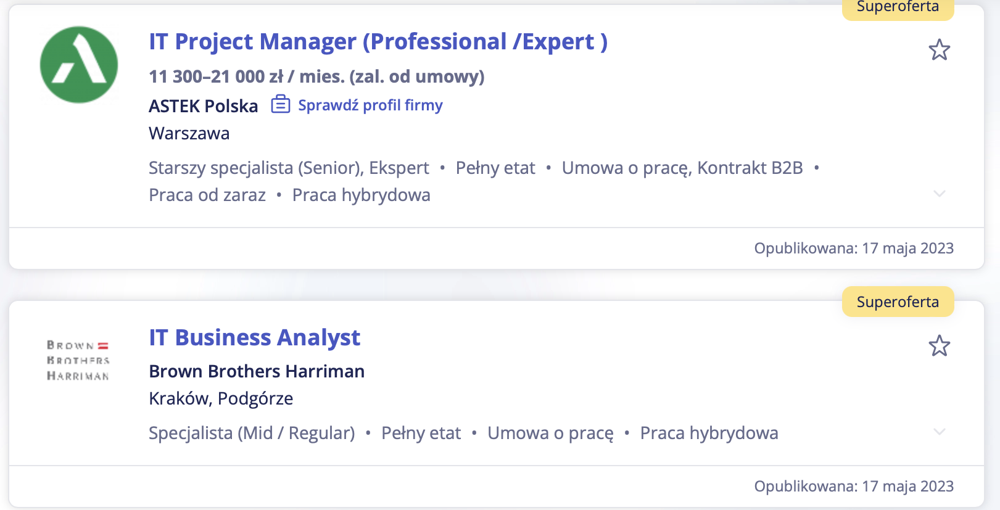 Superoferta
IT Project Manager (Professional /Expert )
11 300–21 000 zł / mies. (zal. od umowy)
ASTEK Polska Sprawdź profil firmy
Warszawa
Starszy specjalista (Senior), Ekspert • Pełny etat • Umowa o pracę, Kontrakt B2B •
Praca od zaraz • Praca hybrydowa
Opublikowana: 17 maja 2023
Superoferta
BROWN
BROTHERS
HARRIMAN
IT Business Analyst
Brown Brothers Harriman
Kraków, Podgórze
Specjalista (Mid / Regular) • Pełny etat • Umowa o pracę • Praca hybrydowa
Opublikowana: 17 maja 2023